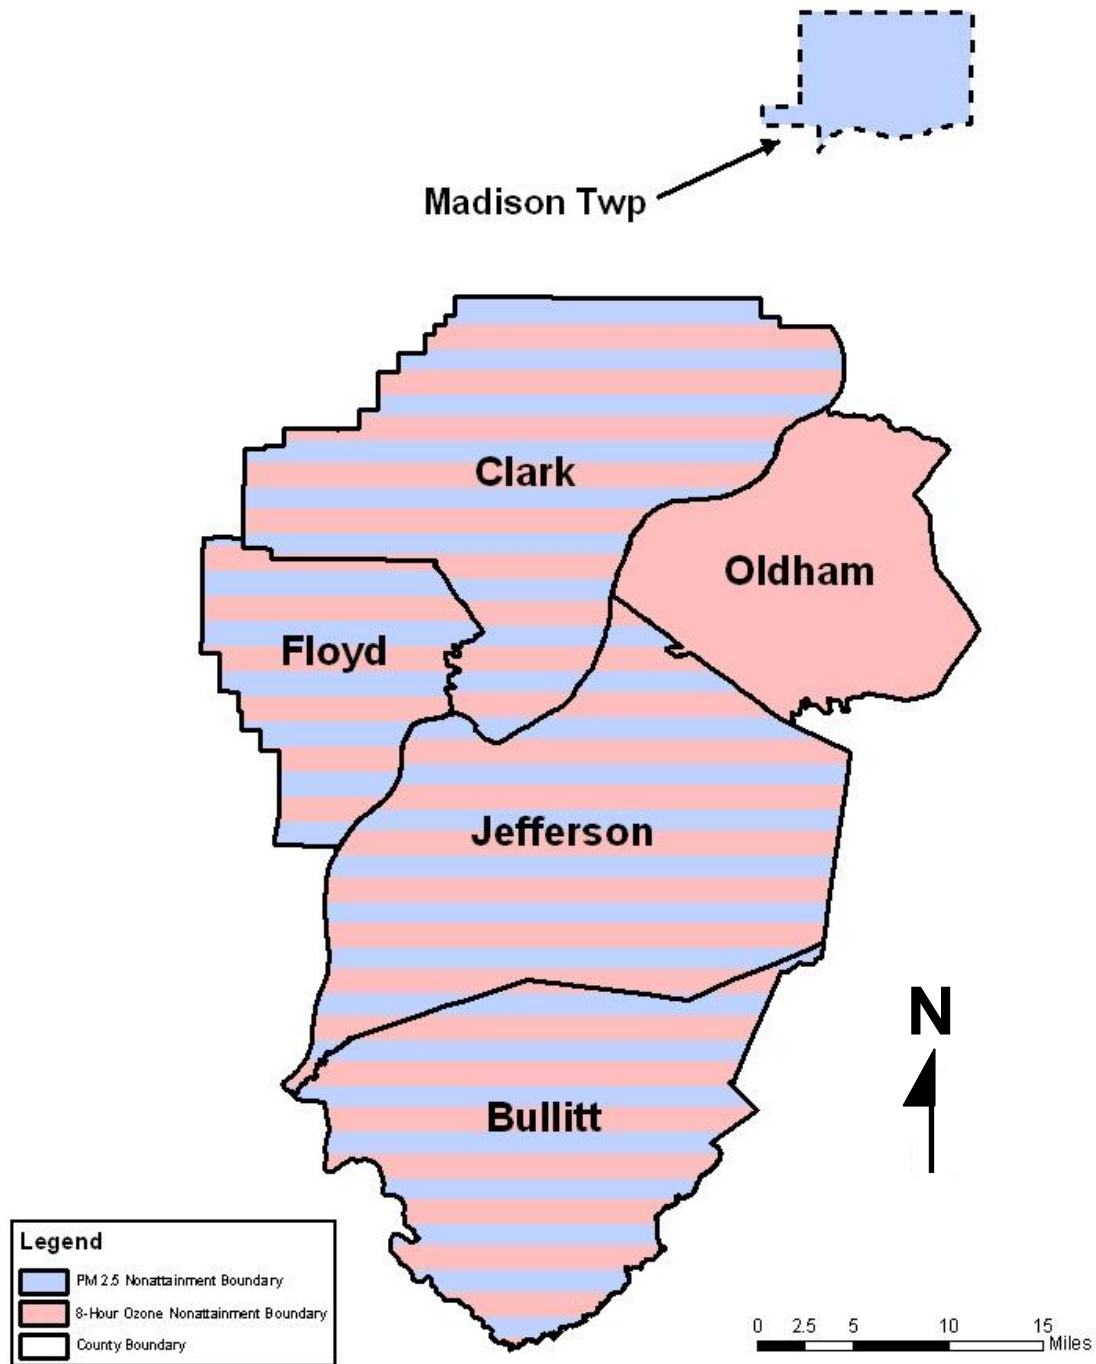 Madison Twp
Clark
Oldham
Floyd
Jefferson
N
Bullitt
Legend
PM 2.5 Nonattainment Boundary
8-Hour Ozone Nonattainment Boundary
County Boundary
0 2.5 5 10 15
Miles